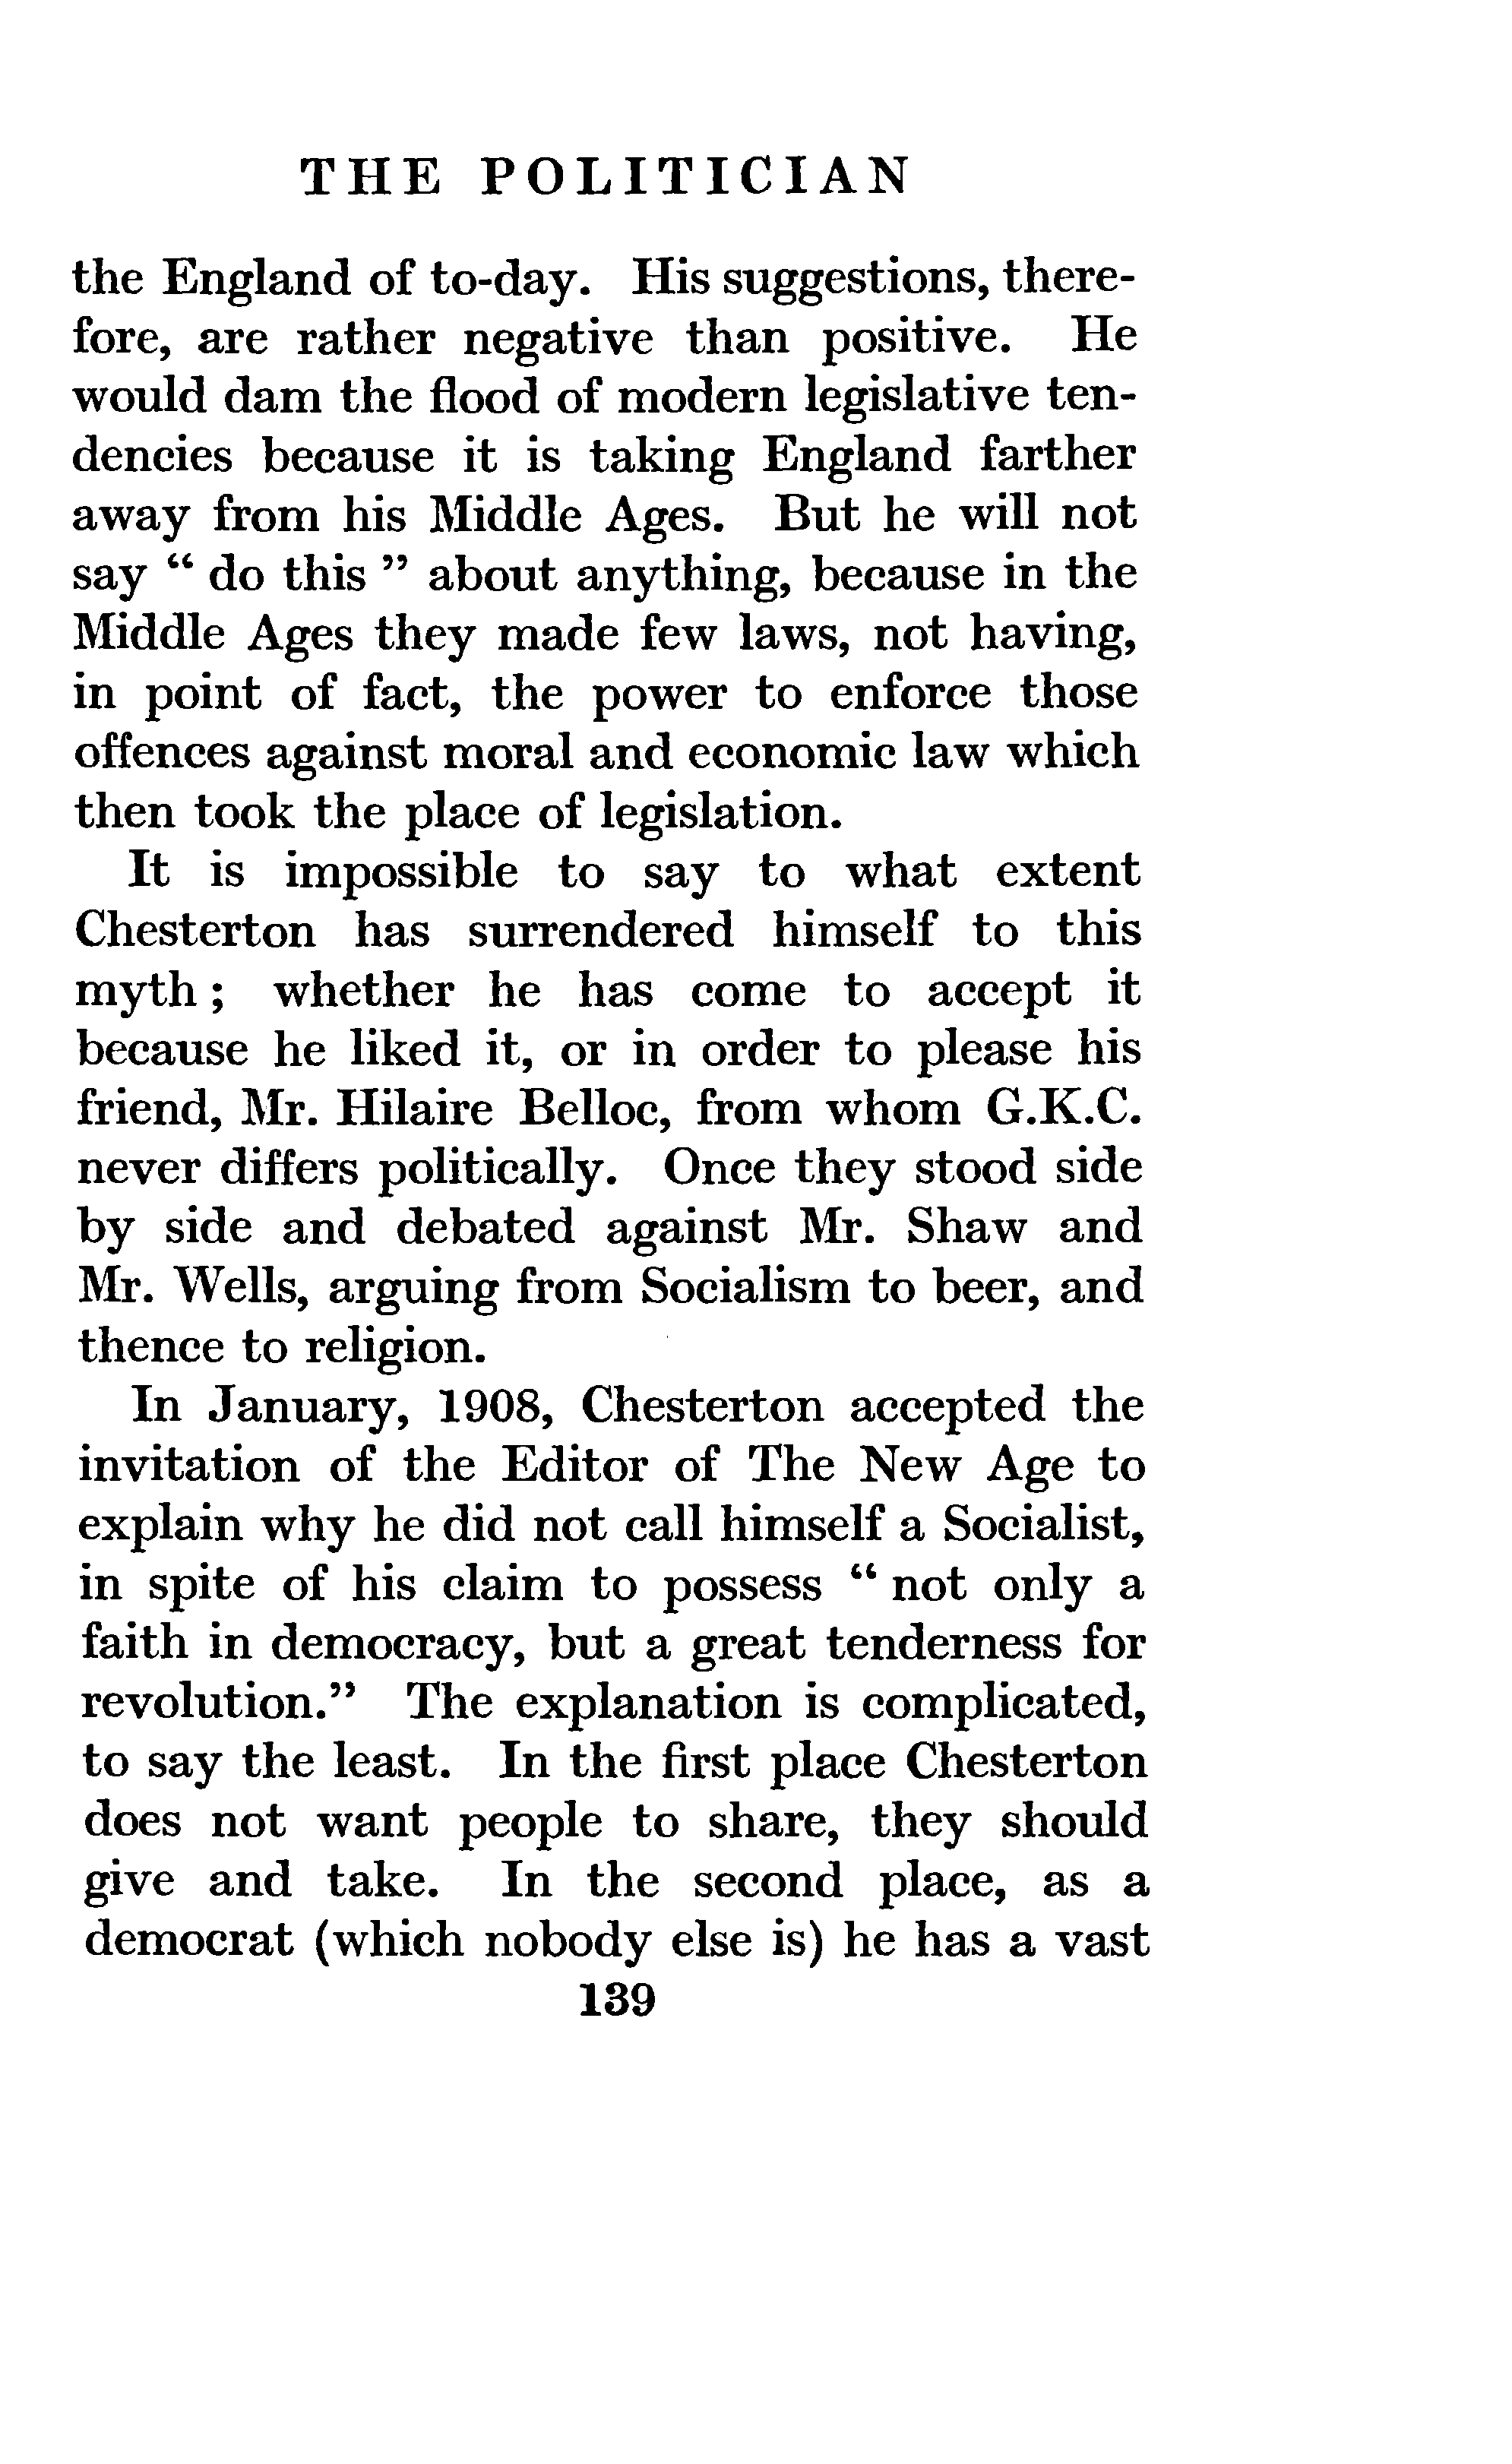 THE POLITICIAN
the England of to-day. His suggestions, there-
fore, are rather negative than positive. He
would dam the flood of modern legislative ten-
dencies because it is taking England farther
away from his Middle Ages. But he will not
say “ do this ” about anything, because in the
Middle Ages they made few laws, not having,
in point of fact, the power to enforce those
offences against moral and economic law which
then took the place of legislation.
It is impossible to say to what extent
Chesterton has surrendered himself to this
myth ; whether he has come to accept it
because he liked it, or in order to please his
friend, Mr. Hilaire Belloc, from whom G.K.C.
never differs politically. Once they stood side
by side and debated against Mr. Shaw and
Mr. Wells, arguing from Socialism to beer, and
thence to religion.
In January, 1908, Chesterton accepted the
invitation of the Editor of The New Age to
explain why he did not call himself a Socialist,
in spite of his claim to possess “ not only a
faith in democracy, but a great tenderness for
revolution.” The explanation is complicated,
to say the least. In the first place Chesterton
does not want people to share, they should
give and take. In the second place, as a
democrat (which nobody else is) he has a vast
139